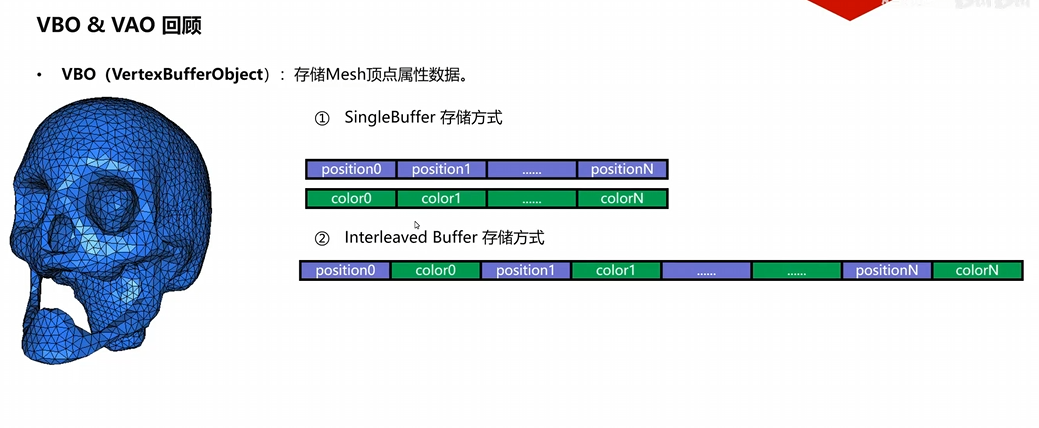 VBO & VAO 回顾
• VBO（VertexBufferObject）：存储Mesh顶点属性数据。
① SingleBuffer 存储方式
position0 position1 ...... positionN
color0 color1 ...... colorN
② Interleaved Buffer 存储方式
position0 color0 position1 color1 ...... ...... positionN colorN